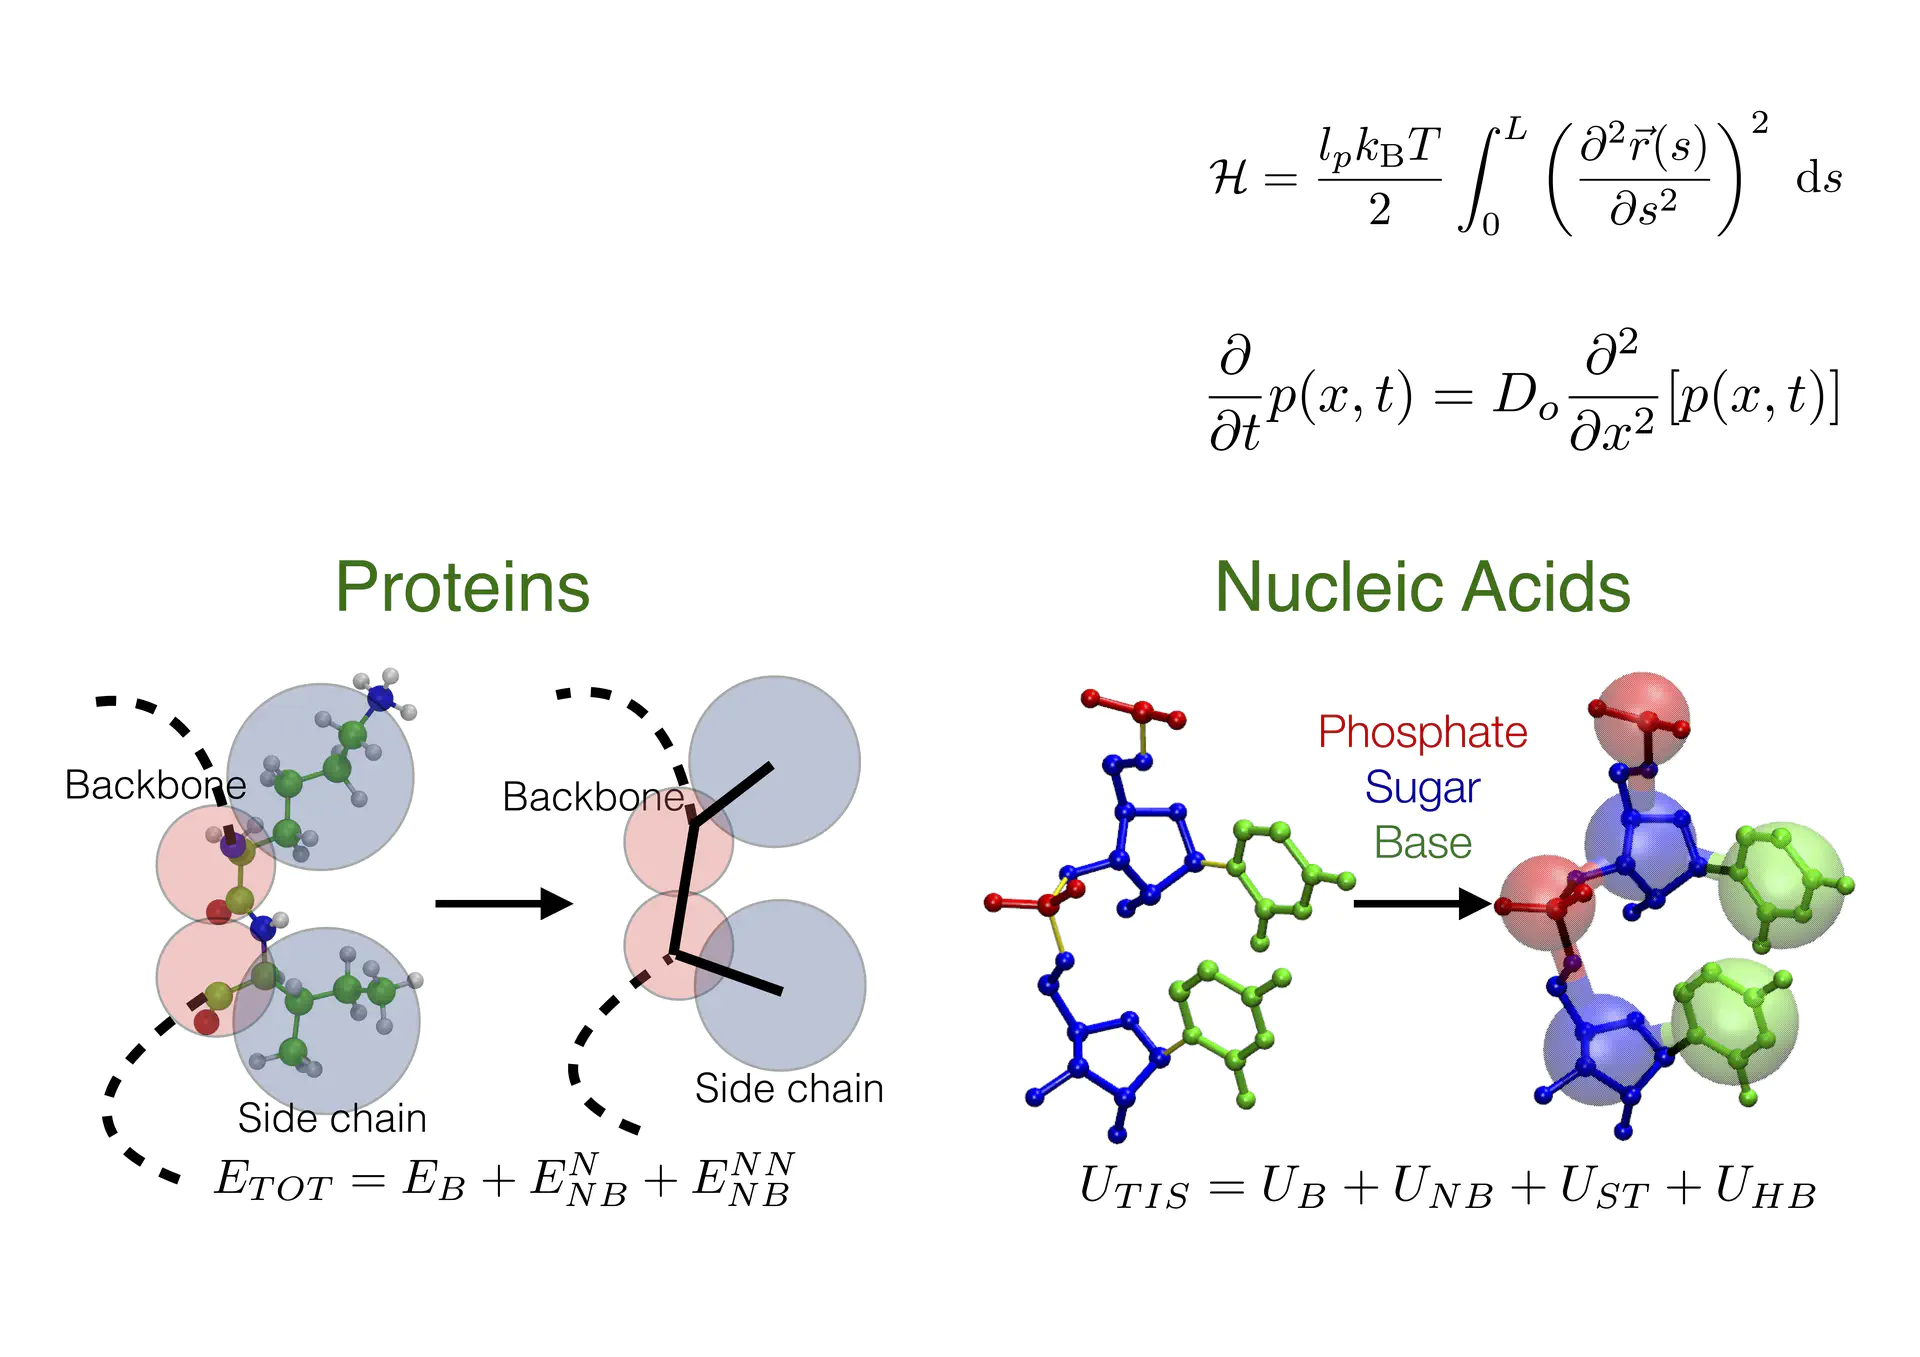 $\mathcal{H} = \frac{l_p k_{\mathrm{B}} T}{2} \int_0^L \left( \frac{\partial^2 \vec{r}(s)}{\partial s^2} \right)^2 \, \mathrm{d}s$
$\frac{\partial}{\partial t} p(x,t) = D_o \frac{\partial^2}{\partial x^2} [p(x,t)]$
Proteins
Backbone
Backbone
Side chain
Side chain
$E_{TOT} = E_B + E_{NB}^{N} + E_{NB}^{NN}$
Nucleic Acids
Phosphate
Sugar
Base
$U_{TIS} = U_B + U_{NB} + U_{ST} + U_{HB}$